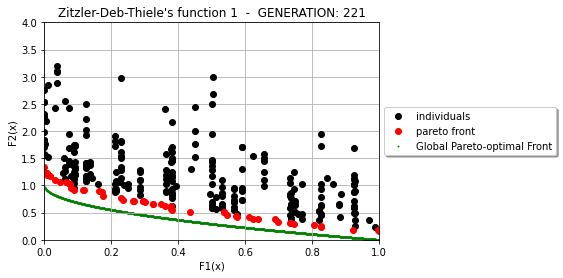 Zitzler-Deb-Thiele's function 1 - GENERATION: 221
4.0
3.5
3.0
2.5
2.0
1.5
1.0
0.5
0.0
F2(x)
0.0 0.2 0.4 0.6 0.8 1.0
F1(x)
individuals
pareto front
Global Pareto-optimal Front